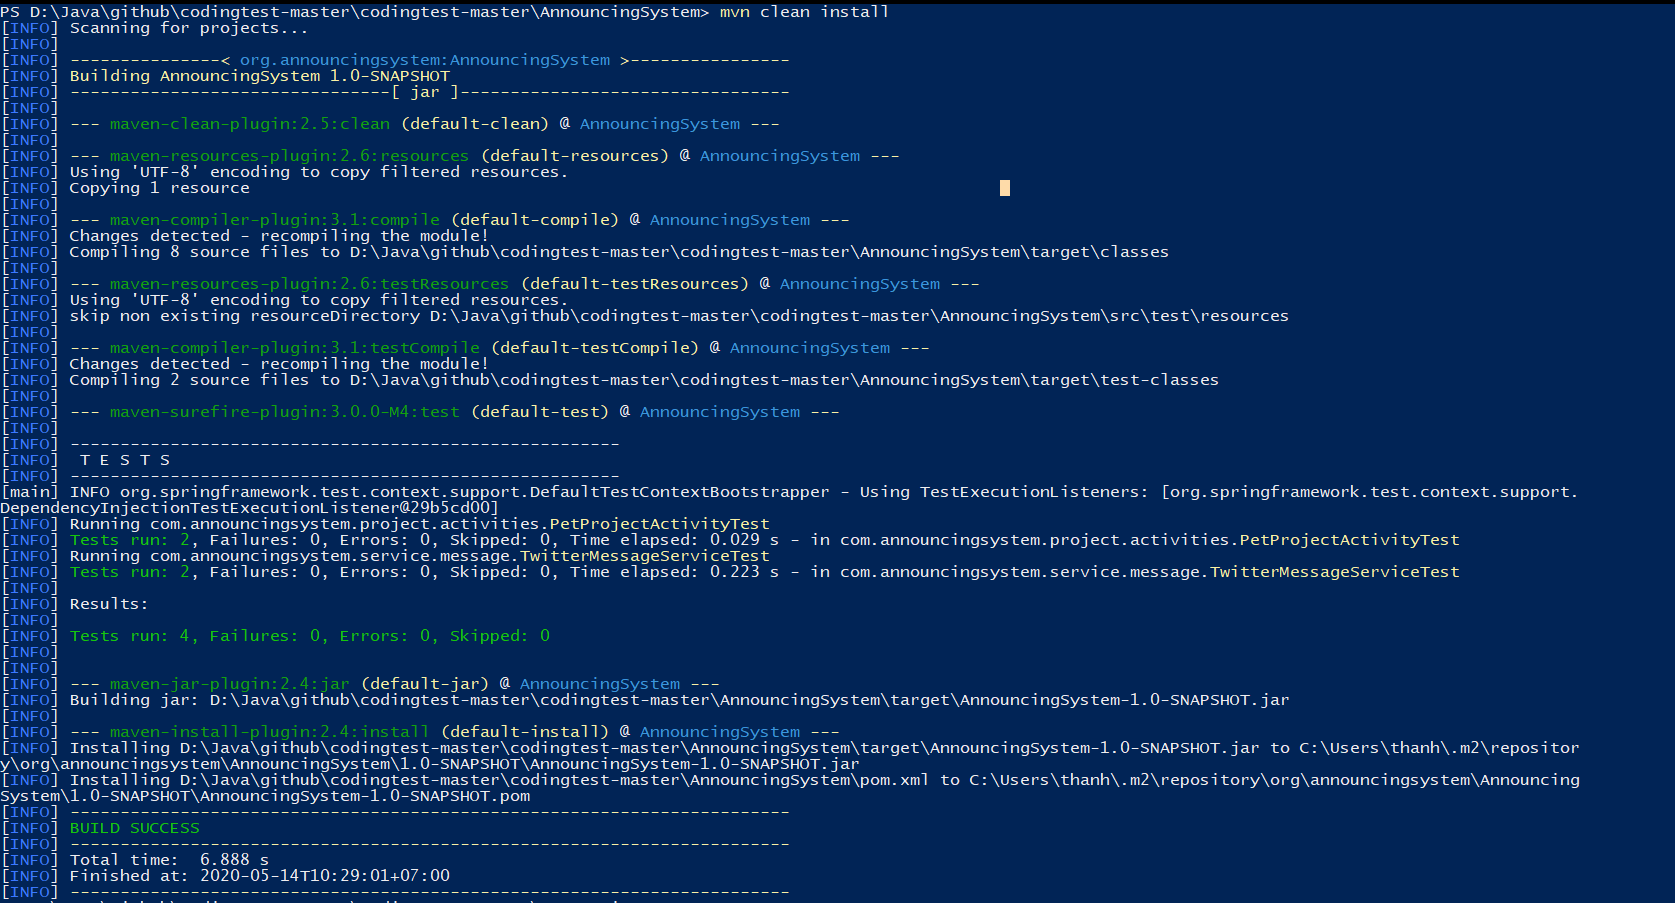 PS D:\Java\github\codingtest-master\codingtest-master\AnnouncingSystem> mvn clean install
[INFO] Scanning for projects...
[INFO]
[INFO] ---------------< org.announcingsystem:AnnouncingSystem >----------------
[INFO] Building AnnouncingSystem 1.0-SNAPSHOT
[INFO] --------------------------------[ jar ]---------------------------------
[INFO]
[INFO] --- maven-clean-plugin:2.5:clean (default-clean) @ AnnouncingSystem ---
[INFO]
[INFO] --- maven-resources-plugin:2.6:resources (default-resources) @ AnnouncingSystem ---
[INFO] Using 'UTF-8' encoding to copy filtered resources.
[INFO] Copying 1 resource
[INFO]
[INFO] --- maven-compiler-plugin:3.1:compile (default-compile) @ AnnouncingSystem ---
[INFO] Changes detected - recompiling the module!
[INFO] Compiling 8 source files to D:\Java\github\codingtest-master\codingtest-master\AnnouncingSystem\target\classes
[INFO]
[INFO] --- maven-resources-plugin:2.6:testResources (default-testResources) @ AnnouncingSystem ---
[INFO] Using 'UTF-8' encoding to copy filtered resources.
[INFO] skip non existing resourceDirectory D:\Java\github\codingtest-master\codingtest-master\AnnouncingSystem\src\test\resources
[INFO]
[INFO] --- maven-compiler-plugin:3.1:testCompile (default-testCompile) @ AnnouncingSystem ---
[INFO] Changes detected - recompiling the module!
[INFO] Compiling 2 source files to D:\Java\github\codingtest-master\codingtest-master\AnnouncingSystem\target\test-classes
[INFO]
[INFO] --- maven-surefire-plugin:3.0.0-M4:test (default-test) @ AnnouncingSystem ---
[INFO]
[INFO] -------------------------------------------------------
[INFO]  T E S T S
[INFO] -------------------------------------------------------
[main] INFO org.springframework.test.context.support.DefaultTestContextBootstrapper - Using TestExecutionListeners: [org.springframework.test.context.support.
DependencyInjectionTestExecutionListener@29b5cd00]
[INFO] Running com.announcingsystem.project.activities.PetProjectActivityTest
[INFO] Tests run: 2, Failures: 0, Errors: 0, Skipped: 0, Time elapsed: 0.029 s - in com.announcingsystem.project.activities.PetProjectActivityTest
[INFO] Running com.announcingsystem.service.message.TwitterMessageServiceTest
[INFO] Tests run: 2, Failures: 0, Errors: 0, Skipped: 0, Time elapsed: 0.223 s - in com.announcingsystem.service.message.TwitterMessageServiceTest
[INFO]
[INFO] Results:
[INFO]
[INFO] Tests run: 4, Failures: 0, Errors: 0, Skipped: 0
[INFO]
[INFO]
[INFO] --- maven-jar-plugin:2.4:jar (default-jar) @ AnnouncingSystem ---
[INFO] Building jar: D:\Java\github\codingtest-master\codingtest-master\AnnouncingSystem\target\AnnouncingSystem-1.0-SNAPSHOT.jar
[INFO]
[INFO] --- maven-install-plugin:2.4:install (default-install) @ AnnouncingSystem ---
[INFO] Installing D:\Java\github\codingtest-master\codingtest-master\AnnouncingSystem\target\AnnouncingSystem-1.0-SNAPSHOT.jar to C:\Users\thanh\.m2\repositor
y\org\announcingsystem\AnnouncingSystem\1.0-SNAPSHOT\AnnouncingSystem-1.0-SNAPSHOT.jar
[INFO] Installing D:\Java\github\codingtest-master\codingtest-master\AnnouncingSystem\pom.xml to C:\Users\thanh\.m2\repository\org\announcingsystem\Announcing
System\1.0-SNAPSHOT\AnnouncingSystem-1.0-SNAPSHOT.pom
[INFO] ------------------------------------------------------------------------
[INFO] BUILD SUCCESS
[INFO] ------------------------------------------------------------------------
[INFO] Total time:  6.888 s
[INFO] Finished at: 2020-05-14T10:29:01+07:00
[INFO] ------------------------------------------------------------------------